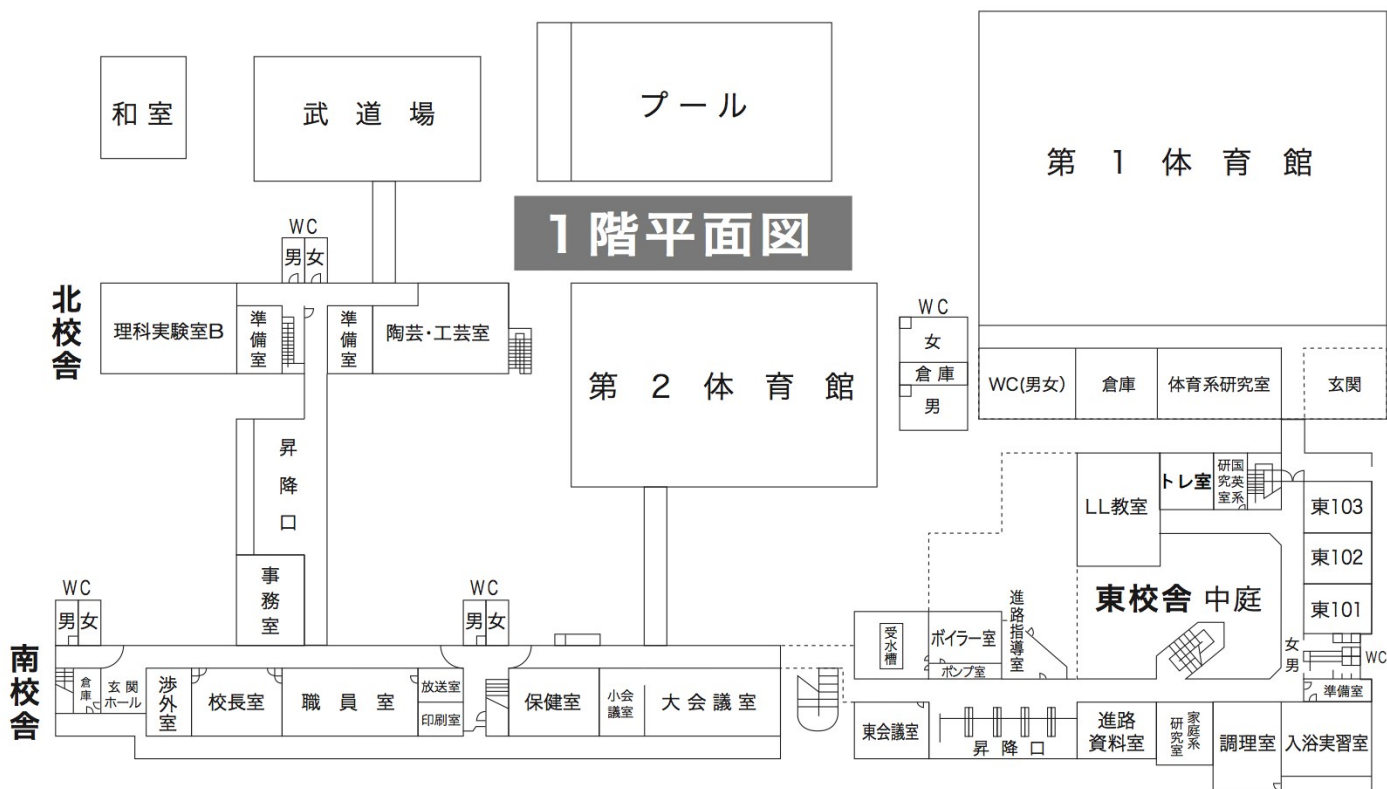 和室
武道場
プール
第1体育館
1階平面図
WC
男 女
北校舎
理科実験室B
準備室
準備室
陶芸・工芸室
第2体育館
WC
女
倉庫
男
WC(男女)
倉庫
体育系研究室
玄関
昇降口
事務室
LL教室
トレ室
国英系研究室
東103
東102
東101
東校舎 中庭
女 男
WC
準備室
WC
男 女
WC
男 女
受水槽
ボイラー室
ポンプ室
進路指導室
南校舎
倉庫
玄関ホール
渉外室
校長室
職員室
放送室
印刷室
保健室
小会議室
大会議室
東会議室
昇降口
進路資料室
家庭系研究室
調理室
入浴実習室